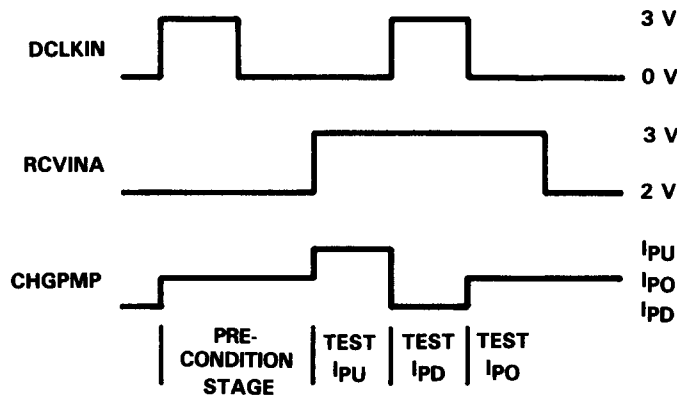 DCLKIN
3 V
0 V
RCVINA
3 V
2 V
CHGPMP
IPU
IPO
IPD
PRE-
CONDITION
STAGE
TEST
IPU
TEST
IPD
TEST
IPO